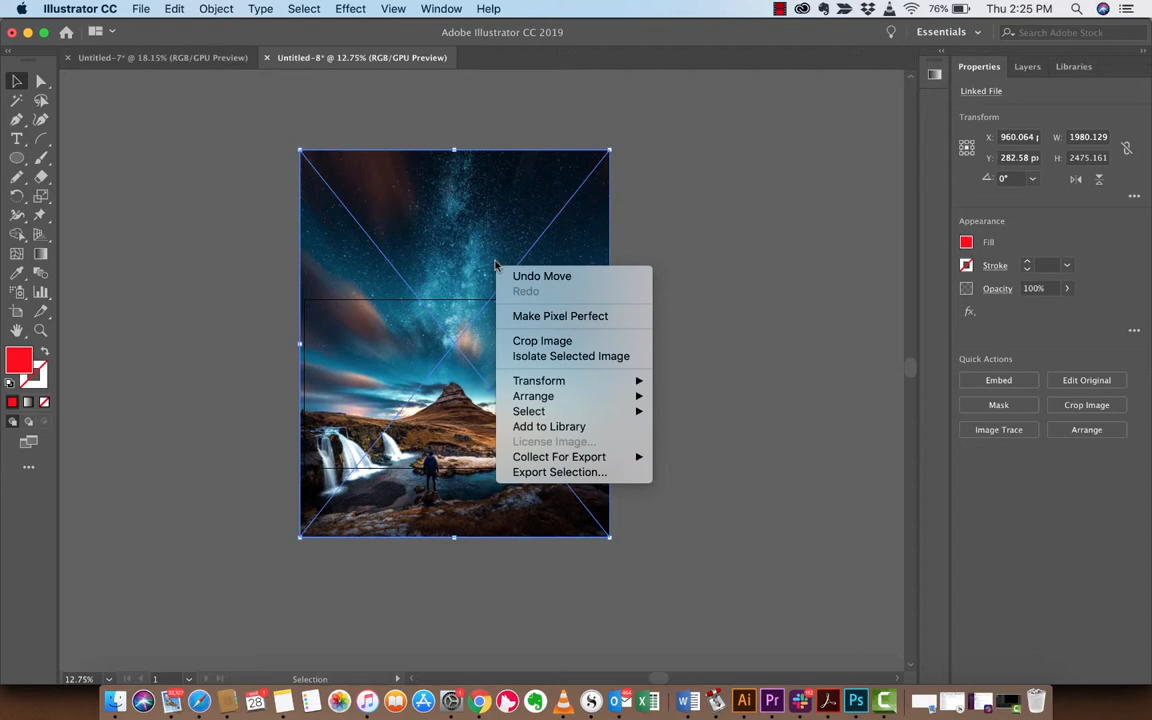 Illustrator CC File Edit Object Type Select Effect View Window Help 76% Thu 2:25 PM
Adobe Illustrator CC 2019 Essentials Search Adobe Stock
Untitled-7* @ 18.15% (RGB/GPU Preview) Untitled-8* @ 12.75% (RGB/GPU Preview)
Properties Layers Libraries
Linked File
Transform
X: 960.064 W: 1980.129
Y: 282.58 px H: 2475.161
0°
Appearance
Fill
Stroke
Opacity 100%
fx
Quick Actions
Embed Edit Original
Mask Crop Image
Image Trace Arrange
Undo Move
Redo
Make Pixel Perfect
Crop Image
Isolate Selected Image
Transform
Arrange
Select
Add to Library
License Image...
Collect For Export
Export Selection...
12.75% 1 Selection